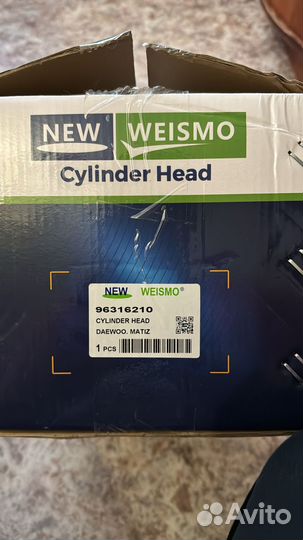 NEW WEISMO
Cylinder Head
NEW WEISMO®
96316210
CYLINDER HEAD
DAEWOO. MATIZ
1 PCS
Avito